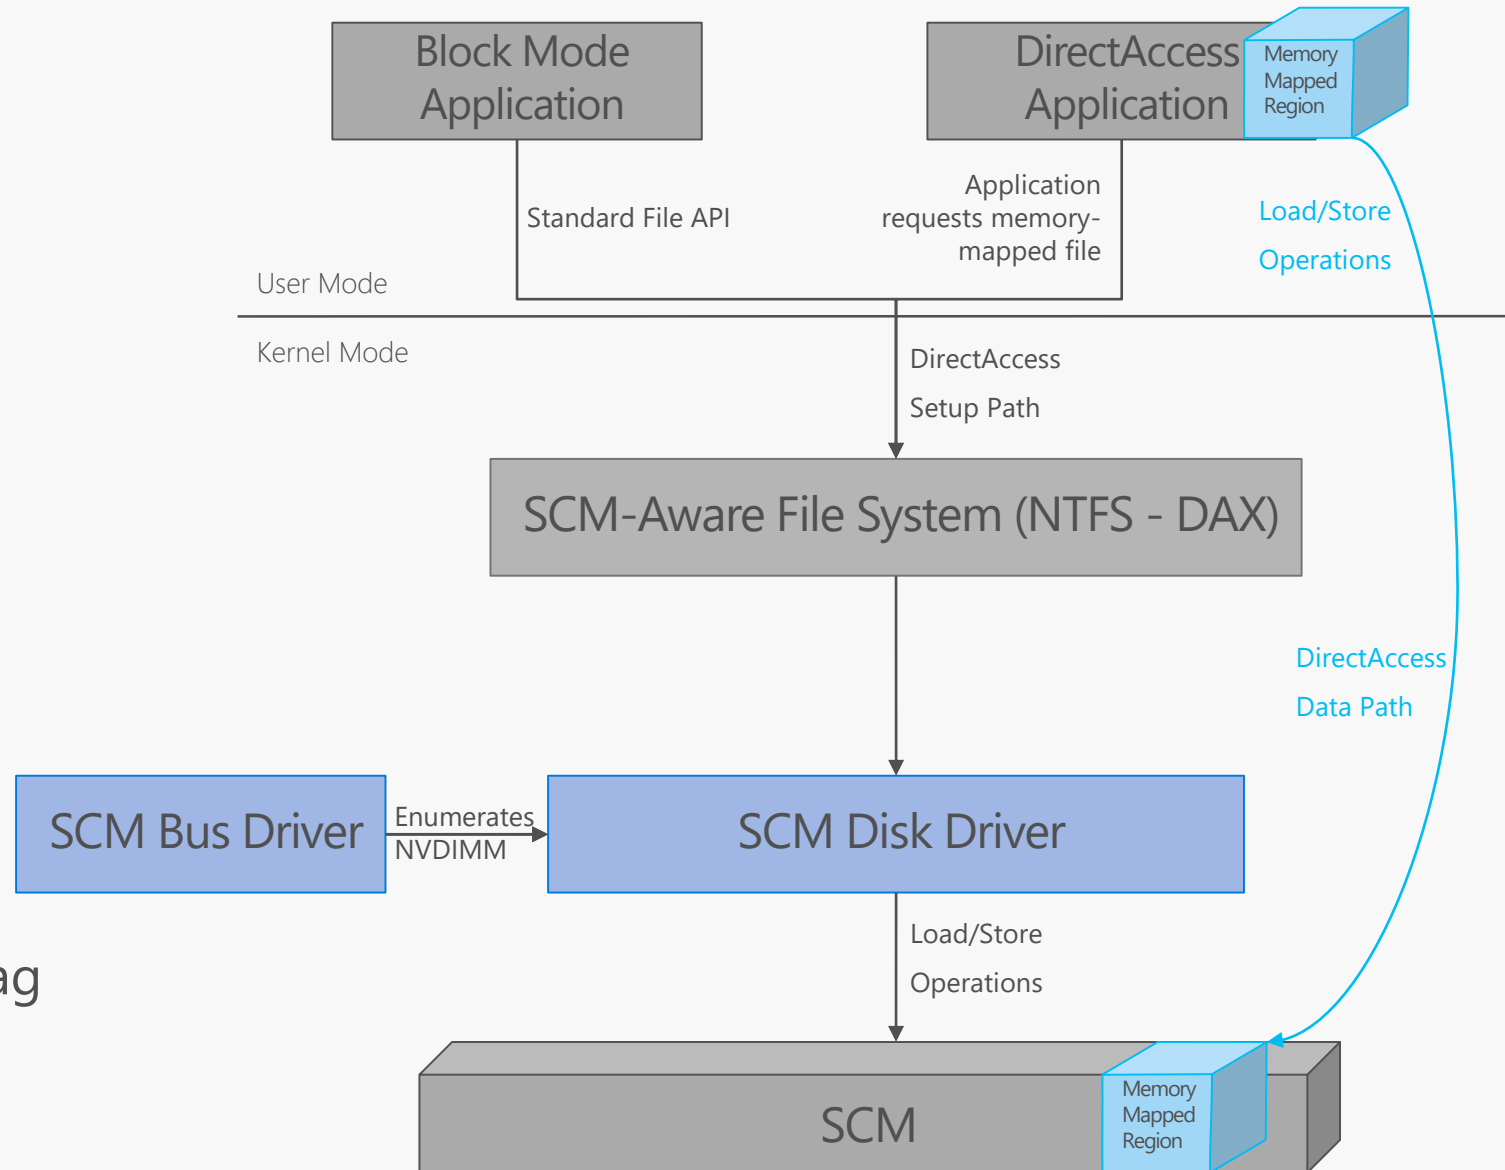 Block Mode
Application
DirectAccess
Application
Memory
Mapped
Region
Standard File API
Application
requests memory-
mapped file
Load/Store
Operations
User Mode
Kernel Mode
DirectAccess
Setup Path
SCM-Aware File System (NTFS - DAX)
DirectAccess
Data Path
SCM Bus Driver
Enumerates
NVDIMM
SCM Disk Driver
Load/Store
Operations
ag
SCM
Memory
Mapped
Region